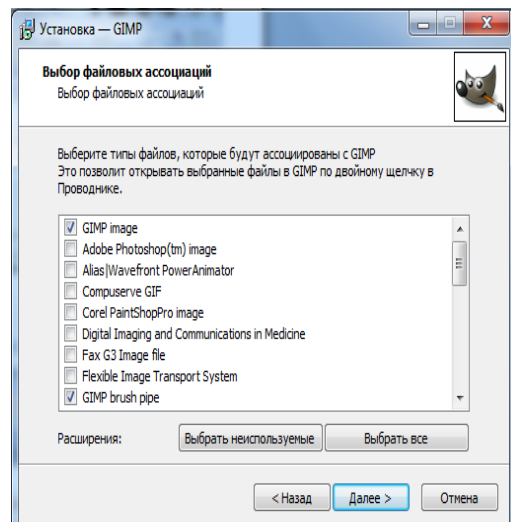 Установка — GIMP
Выбор файловых ассоциаций
Выбор файловых ассоциаций
Выберите типы файлов, которые будут ассоциированы с GIMP
Это позволит открывать выбранные файлы в GIMP по двойному щелчку в
Проводнике.
GIMP image
Adobe Photoshop(tm) image
Alias|Wavefront PowerAnimator
Compuserve GIF
Corel PaintShopPro image
Digital Imaging and Communications in Medicine
Fax G3 Image file
Flexible Image Transport System
GIMP brush pipe
Расширения: Выбрать неиспользуемые Выбрать все
< Назад Далее > Отмена